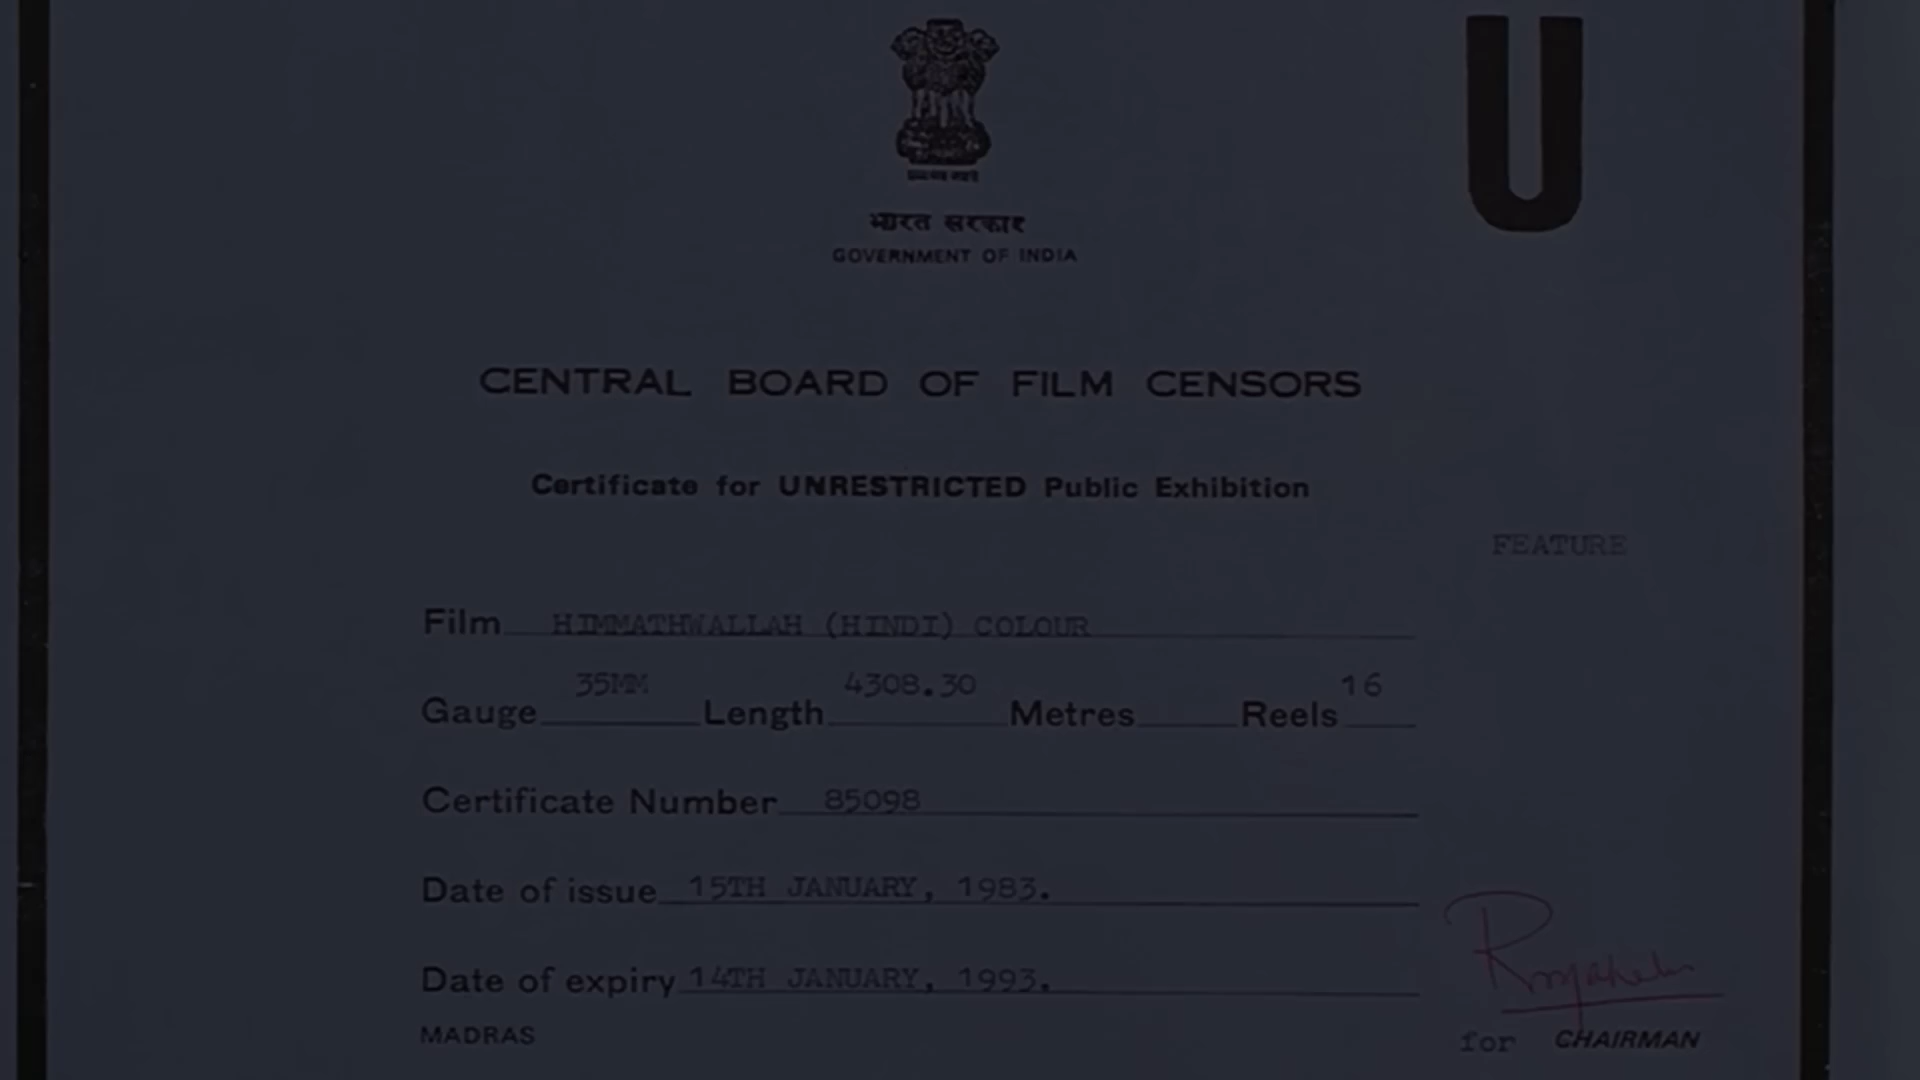 U
भारत सरकार
GOVERNMENT OF INDIA
CENTRAL BOARD OF FILM CENSORS
Certificate for UNRESTRICTED Public Exhibition
FEATURE
Film HIMMATHWALLAH (HINDI) COLOUR
Gauge 35MM Length 4308.30 Metres Reels 16
Certificate Number 85098
Date of issue 15TH JANUARY, 1983.
Date of expiry 14TH JANUARY, 1993.
MADRAS
for CHAIRMAN